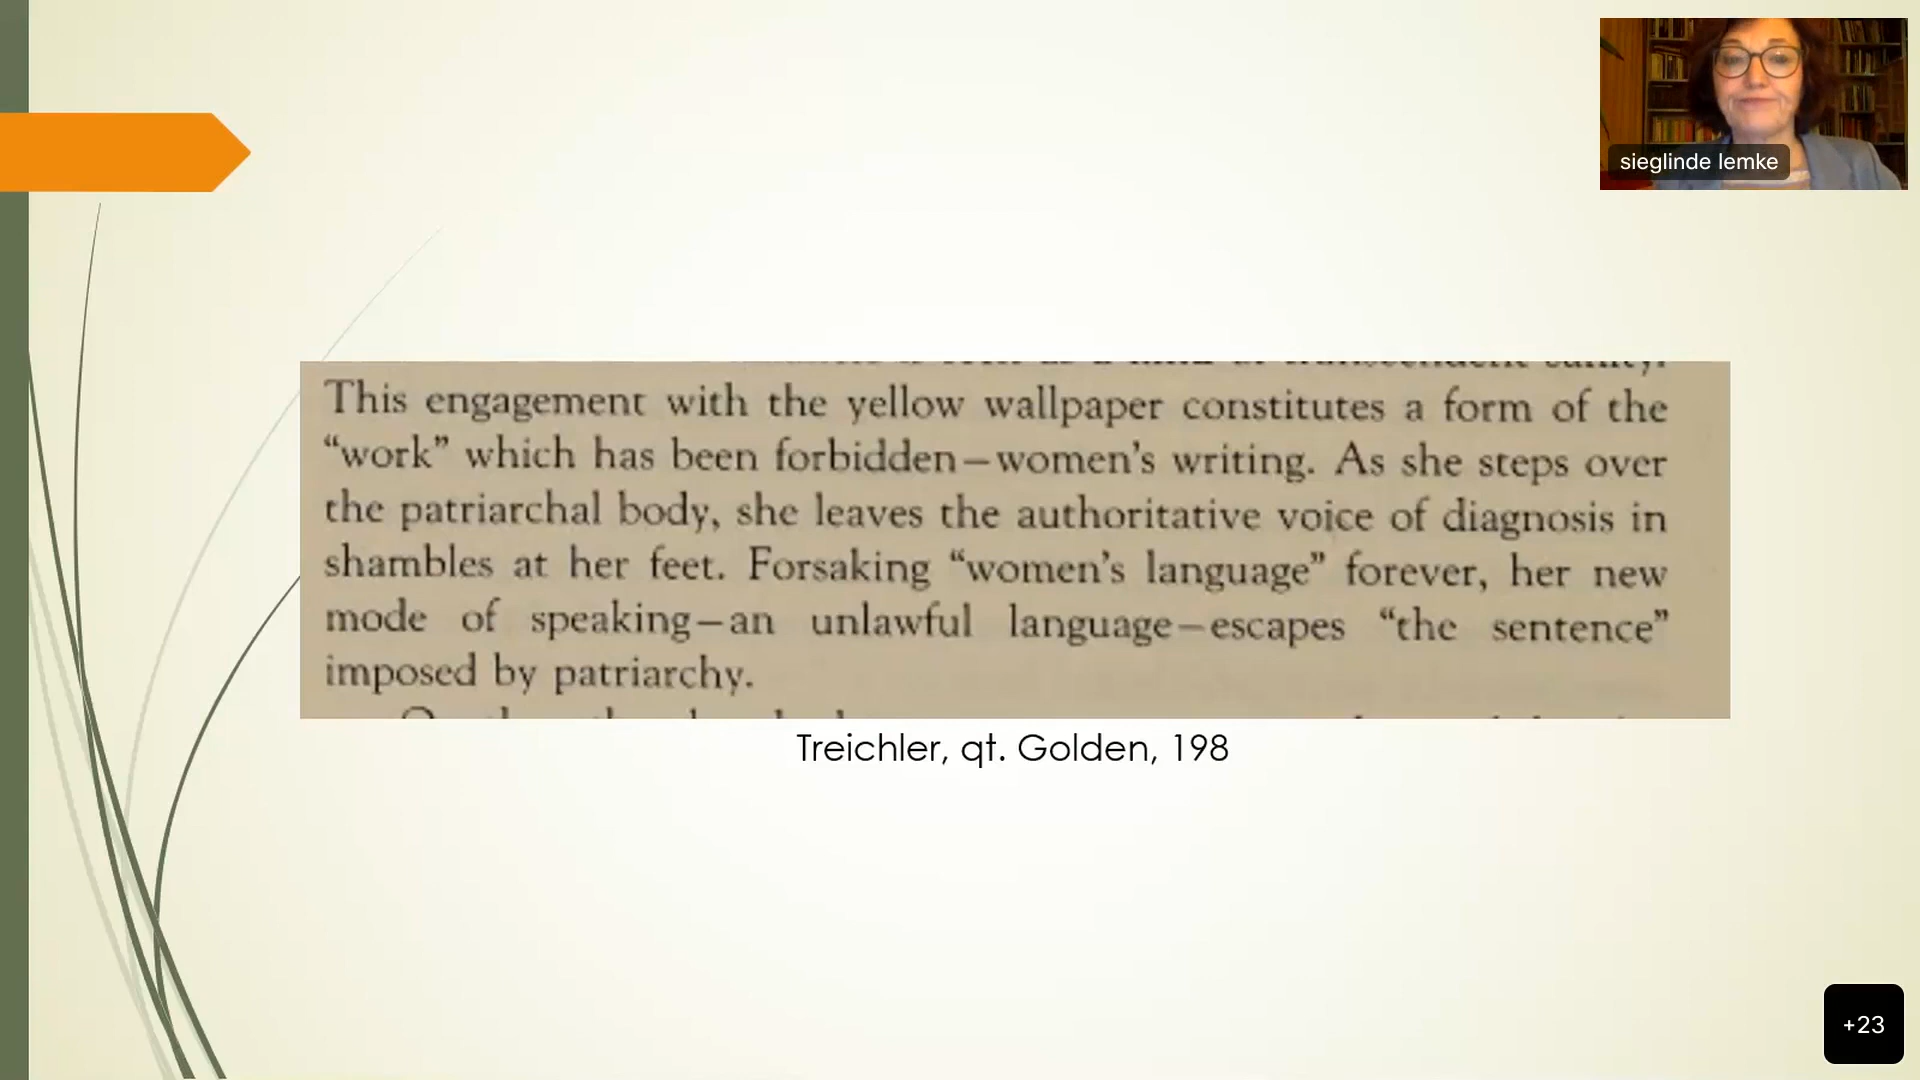 sieglinde lemke
This engagement with the yellow wallpaper constitutes a form of the
“work” which has been forbidden—women’s writing. As she steps over
the patriarchal body, she leaves the authoritative voice of diagnosis in
shambles at her feet. Forsaking “women’s language” forever, her new
mode of speaking—an unlawful language—escapes “the sentence”
imposed by patriarchy.
Treichler, qt. Golden, 198
+23